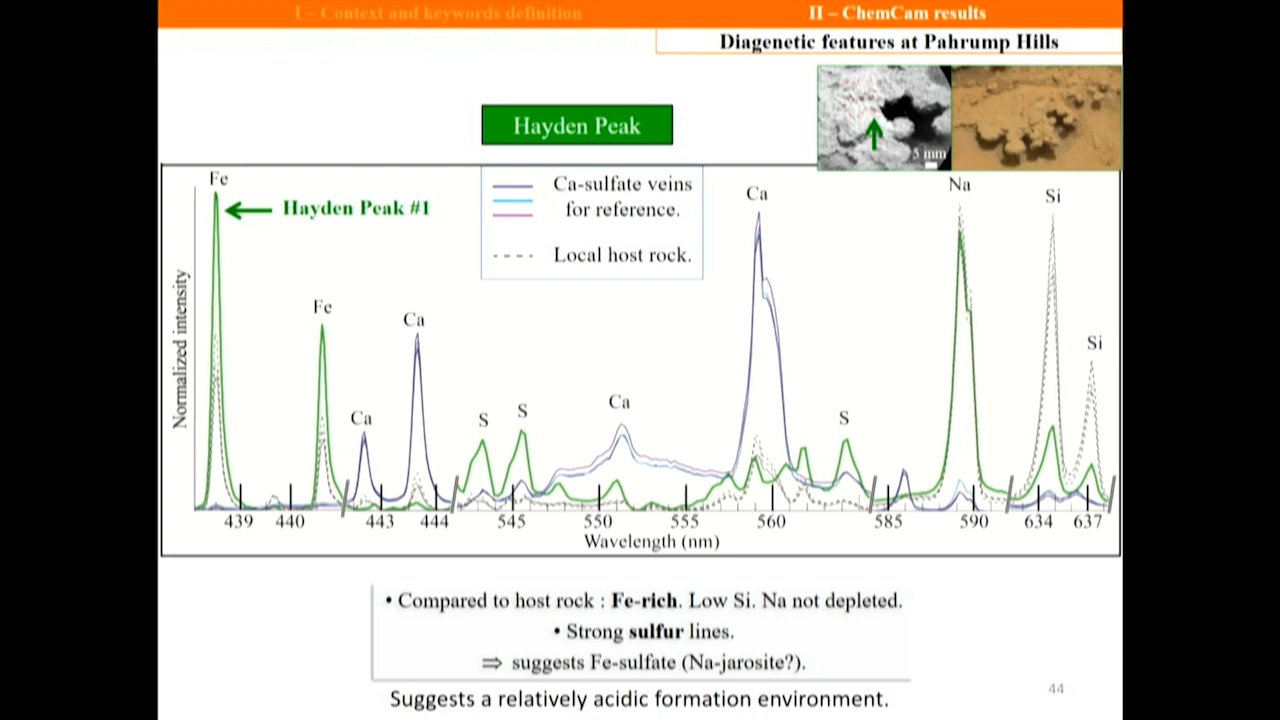 I – Context and keywords definition
II – ChemCam results
Diagenetic features at Pahrump Hills
Hayden Peak
5 mm
Fe
Hayden Peak #1
Ca-sulfate veins
for reference.
Local host rock.
Fe
Ca
Ca
S
S
Ca
Ca
S
Na
Si
Si
Normalized intensity
439 440 443 444 545 550 555 560 585 590 634 637
Wavelength (nm)
• Compared to host rock : Fe-rich. Low Si. Na not depleted.
• Strong sulfur lines.
⇒ suggests Fe-sulfate (Na-jarosite?).
Suggests a relatively acidic formation environment.
44